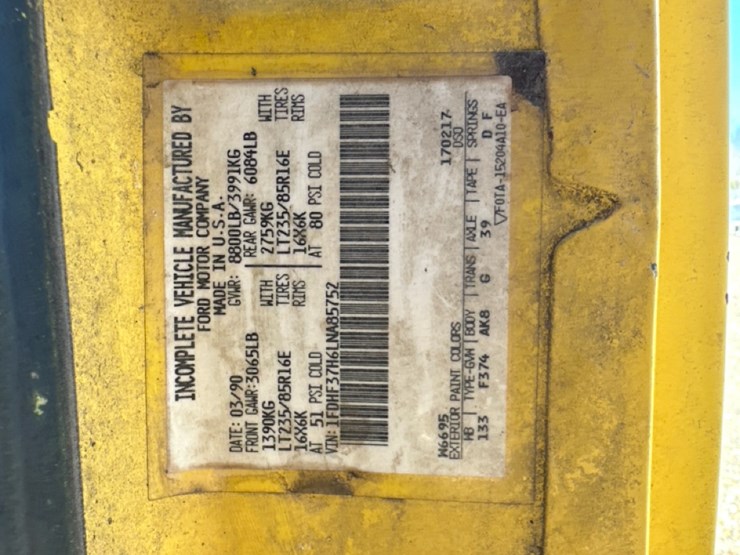 INCOMPLETE VEHICLE MANUFACTURED BY
FORD MOTOR COMPANY
MADE IN U.S.A.
DATE: 03/90 GVWR: 8800LB/3991KG
FRONT GAWR:3065LB REAR GAWR: 6084LB
1390KG WITH 2759KG WITH
LT235/85R16E TIRES LT235/85R16E TIRES
16X6K RIMS 16X6K RIMS
AT 51 PSI COLD AT 80 PSI COLD
VIN: 1FDHF37H6LNA85752
W6695 170217
EXTERIOR PAINT COLORS DSO
WB TYPE-GVW BODY TRANS AXLE TAPE SPRINGS
133 F374 AK8 G 39 D F
F0TA-15204A10-EA